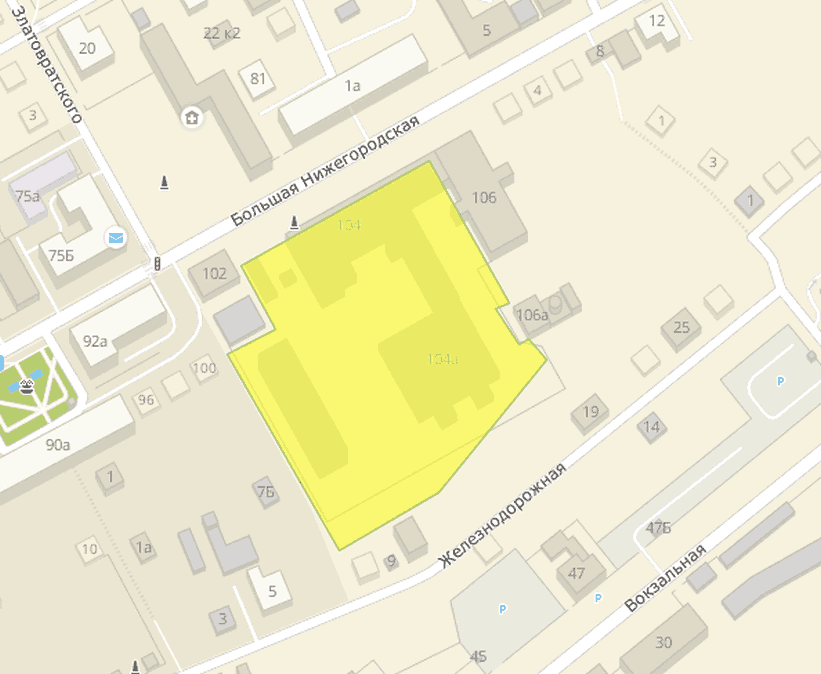 Златовратского
20
22 к2
5
12
8
81
1а
4
3
1
3
1
75а
75Б
Большая Нижегородская
104
106
102
92а
106а
25
104а
100
96
90а
19
14
1
7Б
1а
10
Железнодорожная
9
47Б
47
5
3
Вокзальная
30
45
P
P
P